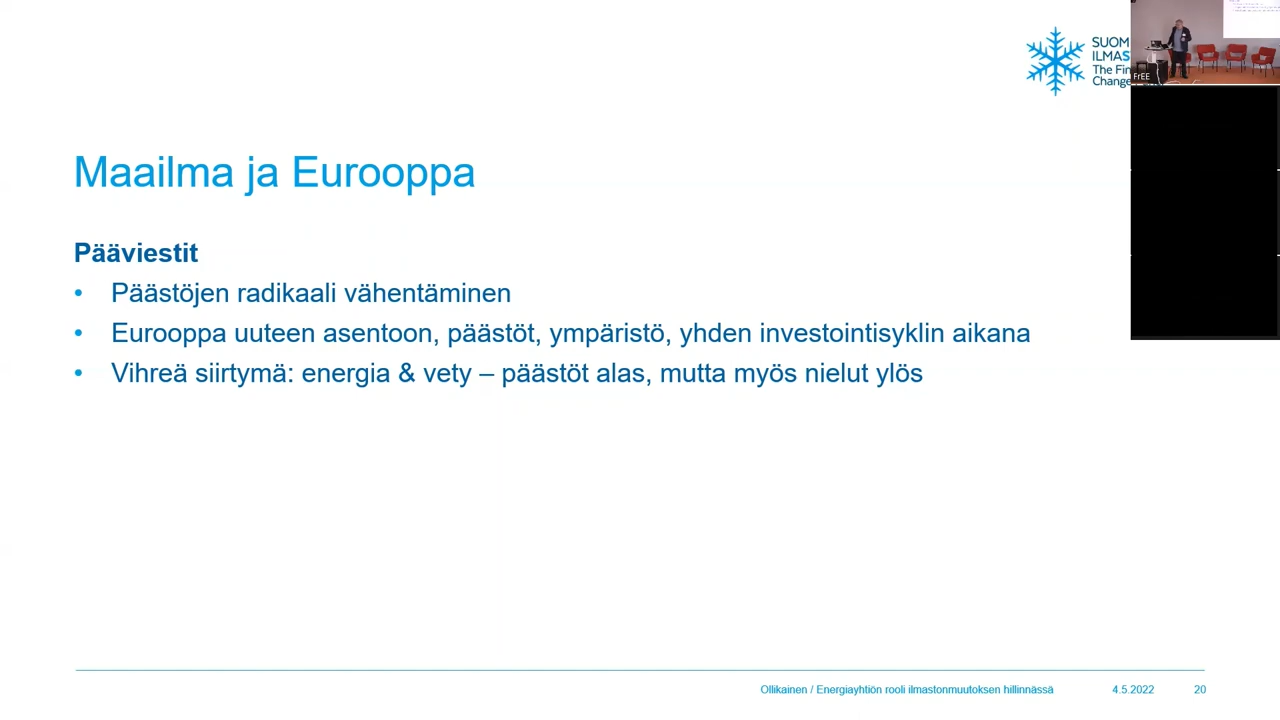 SUOM
ILMAS
The Fin
Change
FrEE
Maailma ja Eurooppa
Pääviestit
• Päästöjen radikaali vähentäminen
• Eurooppa uuteen asentoon, päästöt, ympäristö, yhden investointisyklin aikana
• Vihreä siirtymä: energia & vety – päästöt alas, mutta myös nielut ylös
Ollikainen / Energiayhtiön rooli ilmastonmuutoksen hillinnässä 4.5.2022 20